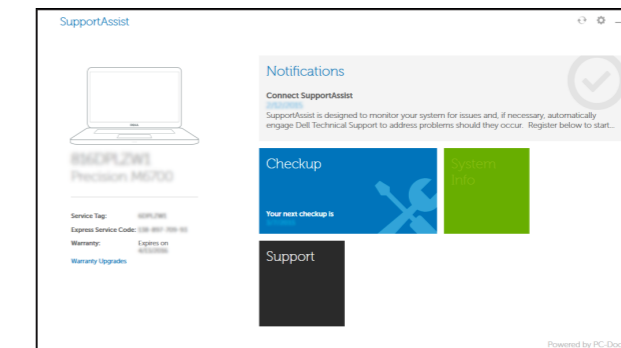 SupportAssist
Notifications
Connect SupportAssist
SupportAssist is designed to monitor your system for issues and, if necessary, automatically
engage Dell Technical Support to address problems should they occur. Register below to start...
Checkup
System
Info
Precision M6700
Your next checkup is
Service Tag:
Express Service Code:
Warranty: Expires on
Warranty Upgrades
Support
Powered by PC-Doc